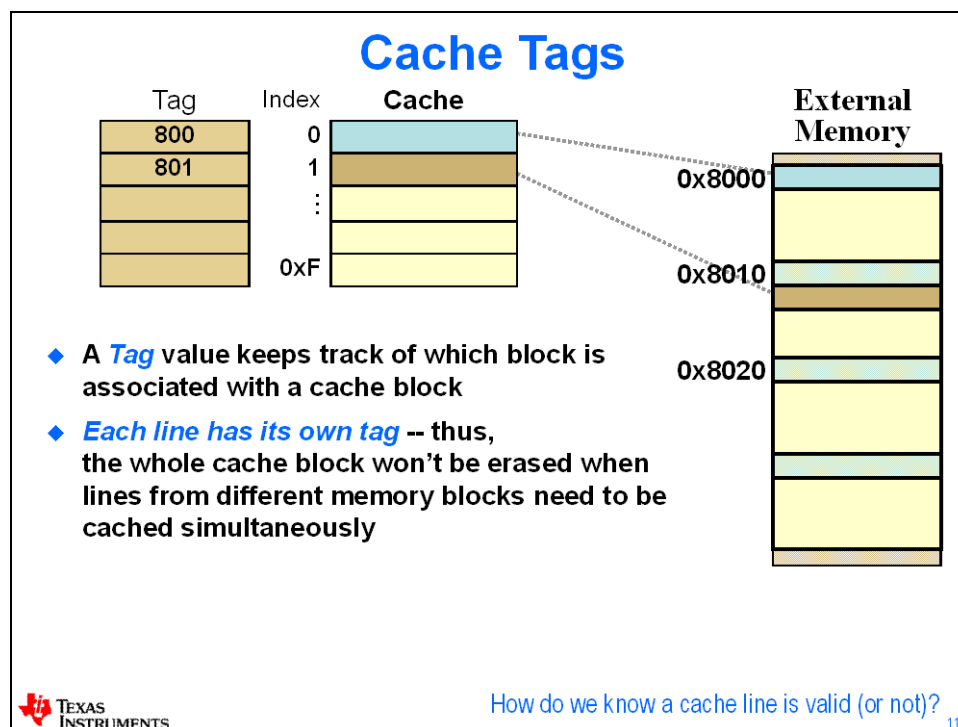 Cache Tags
Tag Index Cache
External
Memory
800 0
801 1
⋮
0xF
0x8000
0x8010
0x8020
◆ A Tag value keeps track of which block is
associated with a cache block
◆ Each line has its own tag -- thus,
the whole cache block won't be erased when
lines from different memory blocks need to be
cached simultaneously
TEXAS
INSTRUMENTS
How do we know a cache line is valid (or not)?